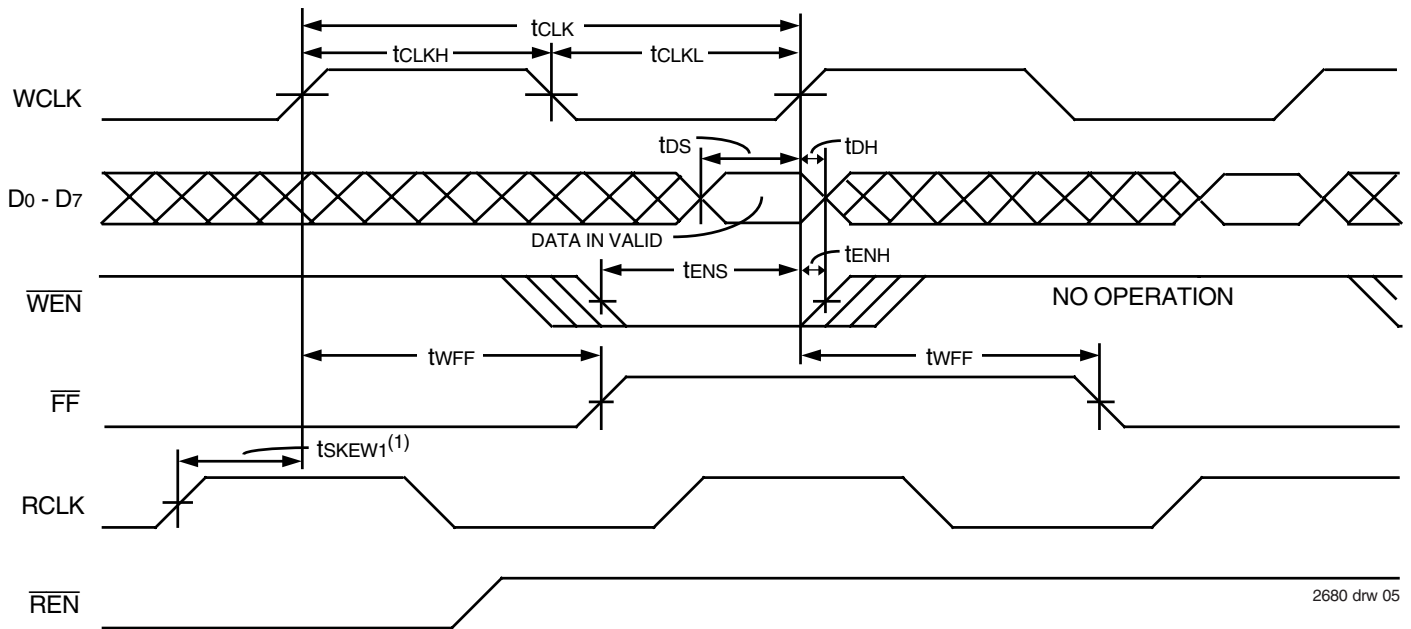 tCLK
tCLKH tCLKL
WCLK
tDS tDH
D0 - D7
DATA IN VALID
tENS tENH
WEN NO OPERATION
tWFF tWFF
FF
tSKEW1(1)
RCLK
REN
2680 drw 05